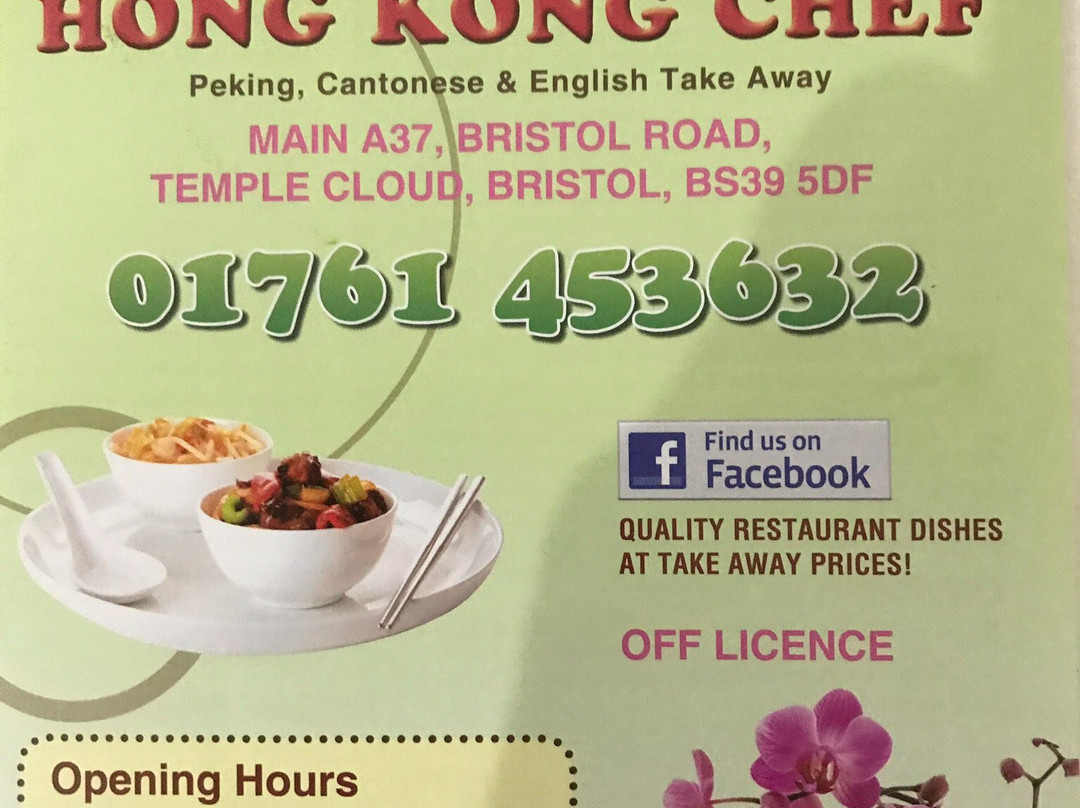 HONG KONG CHEF
Peking, Cantonese & English Take Away
MAIN A37, BRISTOL ROAD,
TEMPLE CLOUD, BRISTOL, BS39 5DF
01761 453632
f Find us on
Facebook
QUALITY RESTAURANT DISHES
AT TAKE AWAY PRICES!
OFF LICENCE
Opening Hours